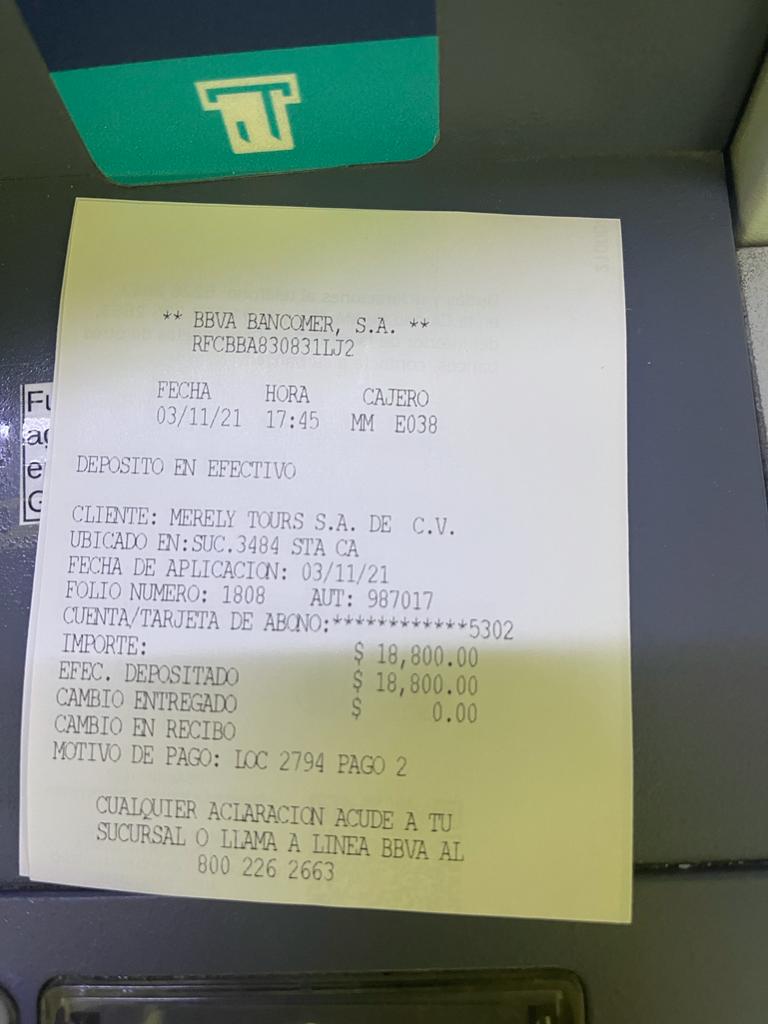 ** BBVA BANCOMER, S.A. **
RFCBBA830831LJ2
FECHA HORA CAJERO
03/11/21 17:45 MM E038
DEPOSITO EN EFECTIVO
CLIENTE: MERELY TOURS S.A. DE C.V.
UBICADO EN:SUC.3484 STA CA
FECHA DE APLICACION: 03/11/21
FOLIO NUMERO: 1808 AUT: 987017
CUENTA/TARJETA DE ABONO:************5302
IMPORTE: $ 18,800.00
EFEC. DEPOSITADO $ 18,800.00
CAMBIO ENTREGADO $ 0.00
CAMBIO EN RECIBO
MOTIVO DE PAGO: LOC 2794 PAGO 2
CUALQUIER ACLARACION ACUDE A TU
SUCURSAL O LLAMA A LINEA BBVA AL
800 226 2663